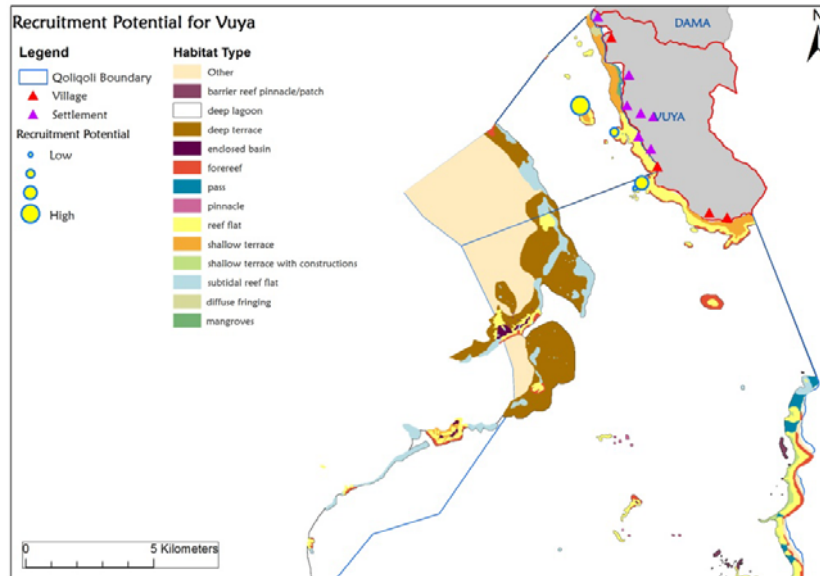 Recruitment Potential for Vuya
Legend
Qoliqoli Boundary
Village
Settlement
Recruitment Potential
Low
High
Habitat Type
Other
barrier reef pinnacle/patch
deep lagoon
deep terrace
enclosed basin
forereef
pass
pinnacle
reef flat
shallow terrace
shallow terrace with constructions
subtidal reef flat
diffuse fringing
mangroves
DAMA
N
VUYA
0 5 Kilometers